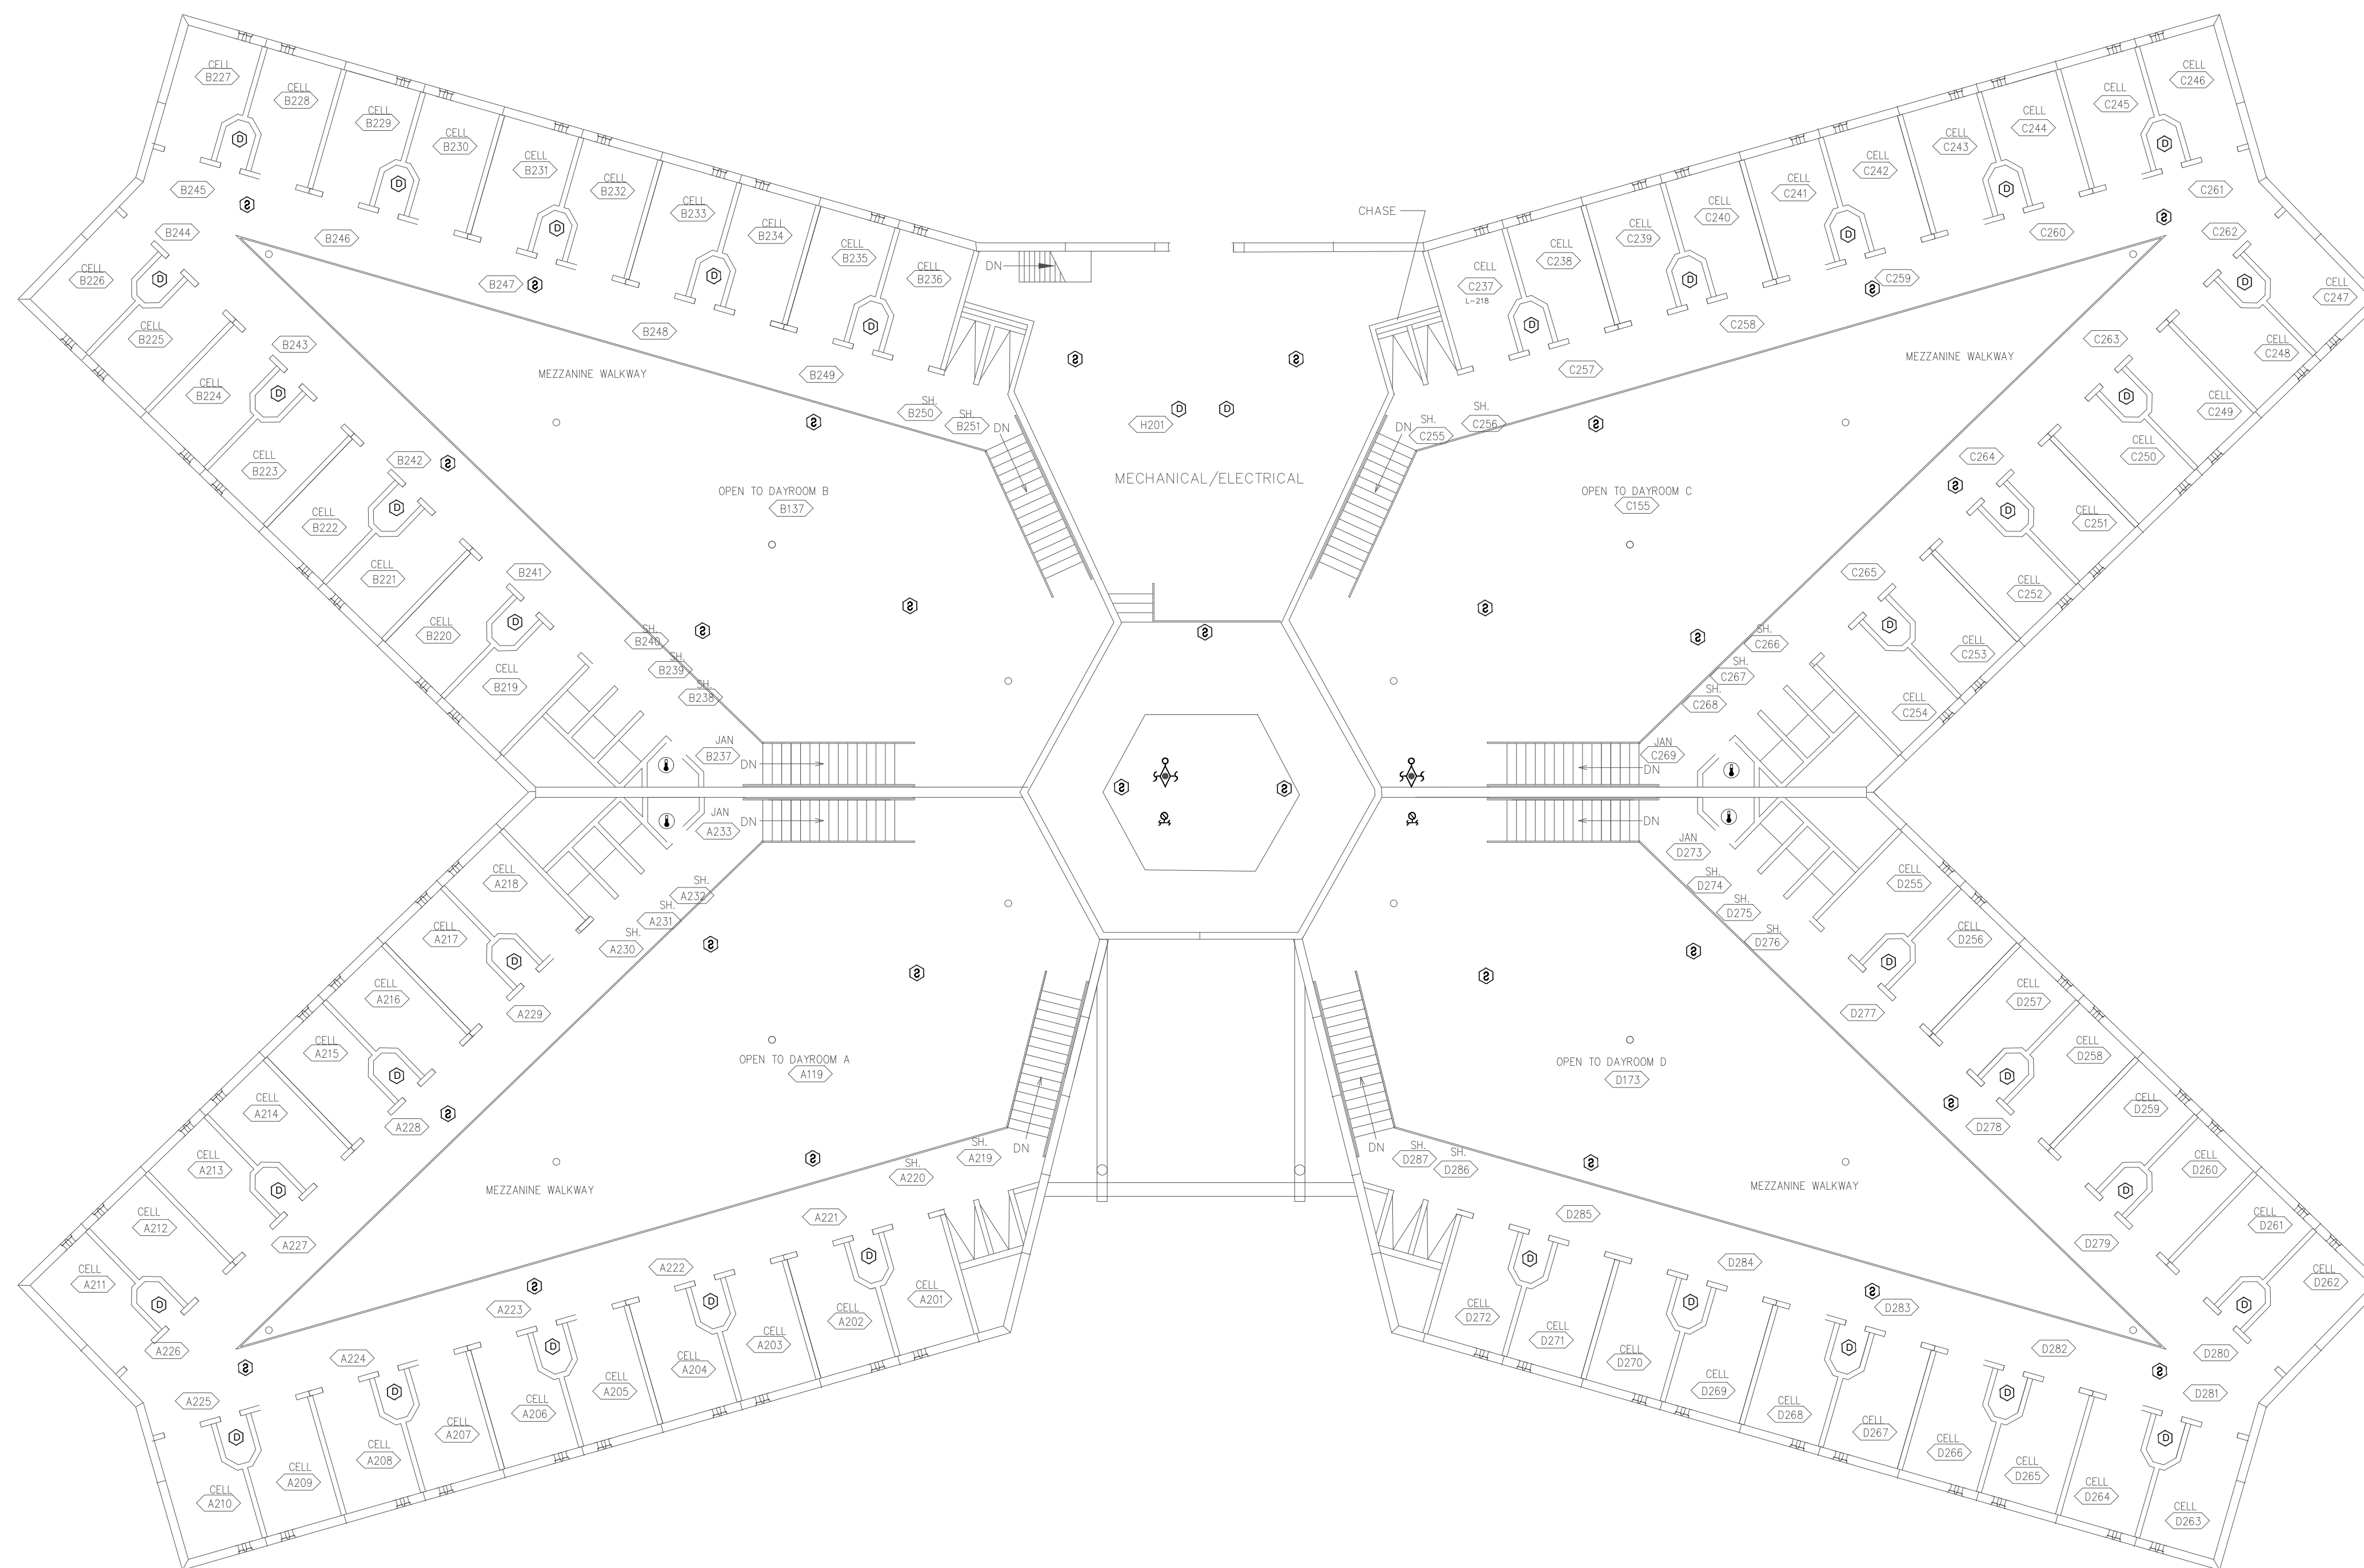 CELL
B227
CELL
B228
CELL
B229
CELL
B230
CELL
B231
CELL
B232
CELL
B233
CELL
B234
CELL
B235
CELL
B236
B245
B244
B246
B247
B248
B249
CELL
B226
CELL
B225
B243
CELL
B224
CELL
B223
B242
CELL
B222
CELL
B221
B241
CELL
B220
CELL
B219
MEZZANINE WALKWAY
SH.
B250
SH.
B251
DN
OPEN TO DAYROOM B
B137
SH.
B240
SH.
B239
SH.
B238
JAN
B237
DN
DN
H201
MECHANICAL/ELECTRICAL
CHASE
CELL
C237
L-218
CELL
C238
CELL
C239
CELL
C240
CELL
C241
CELL
C242
CELL
C243
CELL
C244
CELL
C245
CELL
C246
C261
C262
C260
C259
C258
C257
CELL
C247
CELL
C248
C263
CELL
C249
CELL
C250
C264
CELL
C251
CELL
C252
C265
CELL
C253
CELL
C254
MEZZANINE WALKWAY
SH.
C256
SH.
C255
DN
OPEN TO DAYROOM C
C155
SH.
C266
SH.
C267
SH.
C268
JAN
C269
DN
JAN
A233
DN
SH.
A232
SH.
A231
SH.
A230
CELL
A218
CELL
A217
A229
CELL
A216
CELL
A215
A228
CELL
A214
CELL
A213
A227
CELL
A212
CELL
A211
A226
A225
A224
A223
A222
A221
OPEN TO DAYROOM A
A119
MEZZANINE WALKWAY
SH.
A220
SH.
A219
DN
CELL
A201
CELL
A202
CELL
A203
CELL
A204
CELL
A205
CELL
A206
CELL
A207
CELL
A208
CELL
A209
CELL
A210
DN
JAN
D273
SH.
D274
SH.
D275
SH.
D276
CELL
D255
CELL
D256
D277
CELL
D257
CELL
D258
D278
CELL
D259
CELL
D260
D279
CELL
D261
CELL
D262
D280
D281
D282
D283
D284
D285
OPEN TO DAYROOM D
D173
MEZZANINE WALKWAY
DN
SH.
D287
SH.
D286
CELL
D272
CELL
D271
CELL
D270
CELL
D269
CELL
D268
CELL
D267
CELL
D266
CELL
D265
CELL
D264
CELL
D263